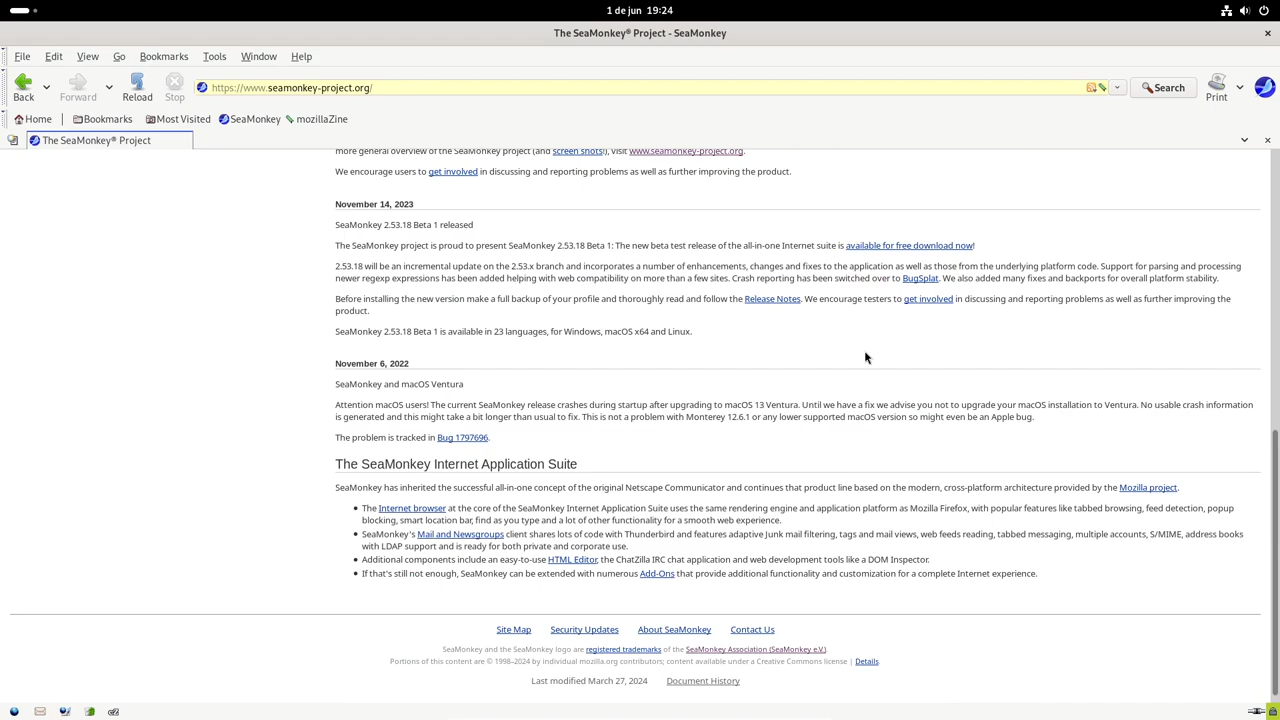 1 de jun  19:24
The SeaMonkey® Project - SeaMonkey
File Edit View Go Bookmarks Tools Window Help
https://www.seamonkey-project.org/
Search
Back Forward Reload Stop Print
Home Bookmarks Most Visited SeaMonkey mozillaZine
The SeaMonkey® Project
more general overview of the SeaMonkey project (and screen shots!), visit www.seamonkey-project.org.
We encourage users to get involved in discussing and reporting problems as well as further improving the product.
November 14, 2023
SeaMonkey 2.53.18 Beta 1 released
The SeaMonkey project is proud to present SeaMonkey 2.53.18 Beta 1: The new beta test release of the all-in-one Internet suite is available for free download now!
2.53.18 will be an incremental update on the 2.53.x branch and incorporates a number of enhancements, changes and fixes to the application as well as those from the underlying platform code. Support for parsing and processing
newer regexp expressions has been added helping with web compatibility on more than a few sites. Crash reporting has been switched over to BugSplat. We also added many fixes and backports for overall platform stability.
Before installing the new version make a full backup of your profile and thoroughly read and follow the Release Notes. We encourage testers to get involved in discussing and reporting problems as well as further improving the
product.
SeaMonkey 2.53.18 Beta 1 is available in 23 languages, for Windows, macOS x64 and Linux.
November 6, 2022
SeaMonkey and macOS Ventura
Attention macOS users! The current SeaMonkey release crashes during startup after upgrading to macOS 13 Ventura. Until we have a fix we advise you not to upgrade your macOS installation to Ventura. No usable crash information
is generated and this might take a bit longer than usual to fix. This is not a problem with Monterey 12.6.1 or any lower supported macOS version so might even be an Apple bug.
The problem is tracked in Bug 1797696.
The SeaMonkey Internet Application Suite
SeaMonkey has inherited the successful all-in-one concept of the original Netscape Communicator and continues that product line based on the modern, cross-platform architecture provided by the Mozilla project.
The Internet browser at the core of the SeaMonkey Internet Application Suite uses the same rendering engine and application platform as Mozilla Firefox, with popular features like tabbed browsing, feed detection, popup
blocking, smart location bar, find as you type and a lot of other functionality for a smooth web experience.
SeaMonkey's Mail and Newsgroups client shares lots of code with Thunderbird and features adaptive Junk mail filtering, tags and mail views, web feeds reading, tabbed messaging, multiple accounts, S/MIME, address books
with LDAP support and is ready for both private and corporate use.
Additional components include an easy-to-use HTML Editor, the ChatZilla IRC chat application and web development tools like a DOM Inspector.
If that's still not enough, SeaMonkey can be extended with numerous Add-Ons that provide additional functionality and customization for a complete Internet experience.
Site Map Security Updates About SeaMonkey Contact Us
SeaMonkey and the SeaMonkey logo are registered trademarks of the SeaMonkey Association (SeaMonkey e.V.).
Portions of this content are © 1998–2024 by individual mozilla.org contributors; content available under a Creative Commons license | Details.
Last modified March 27, 2024 Document History